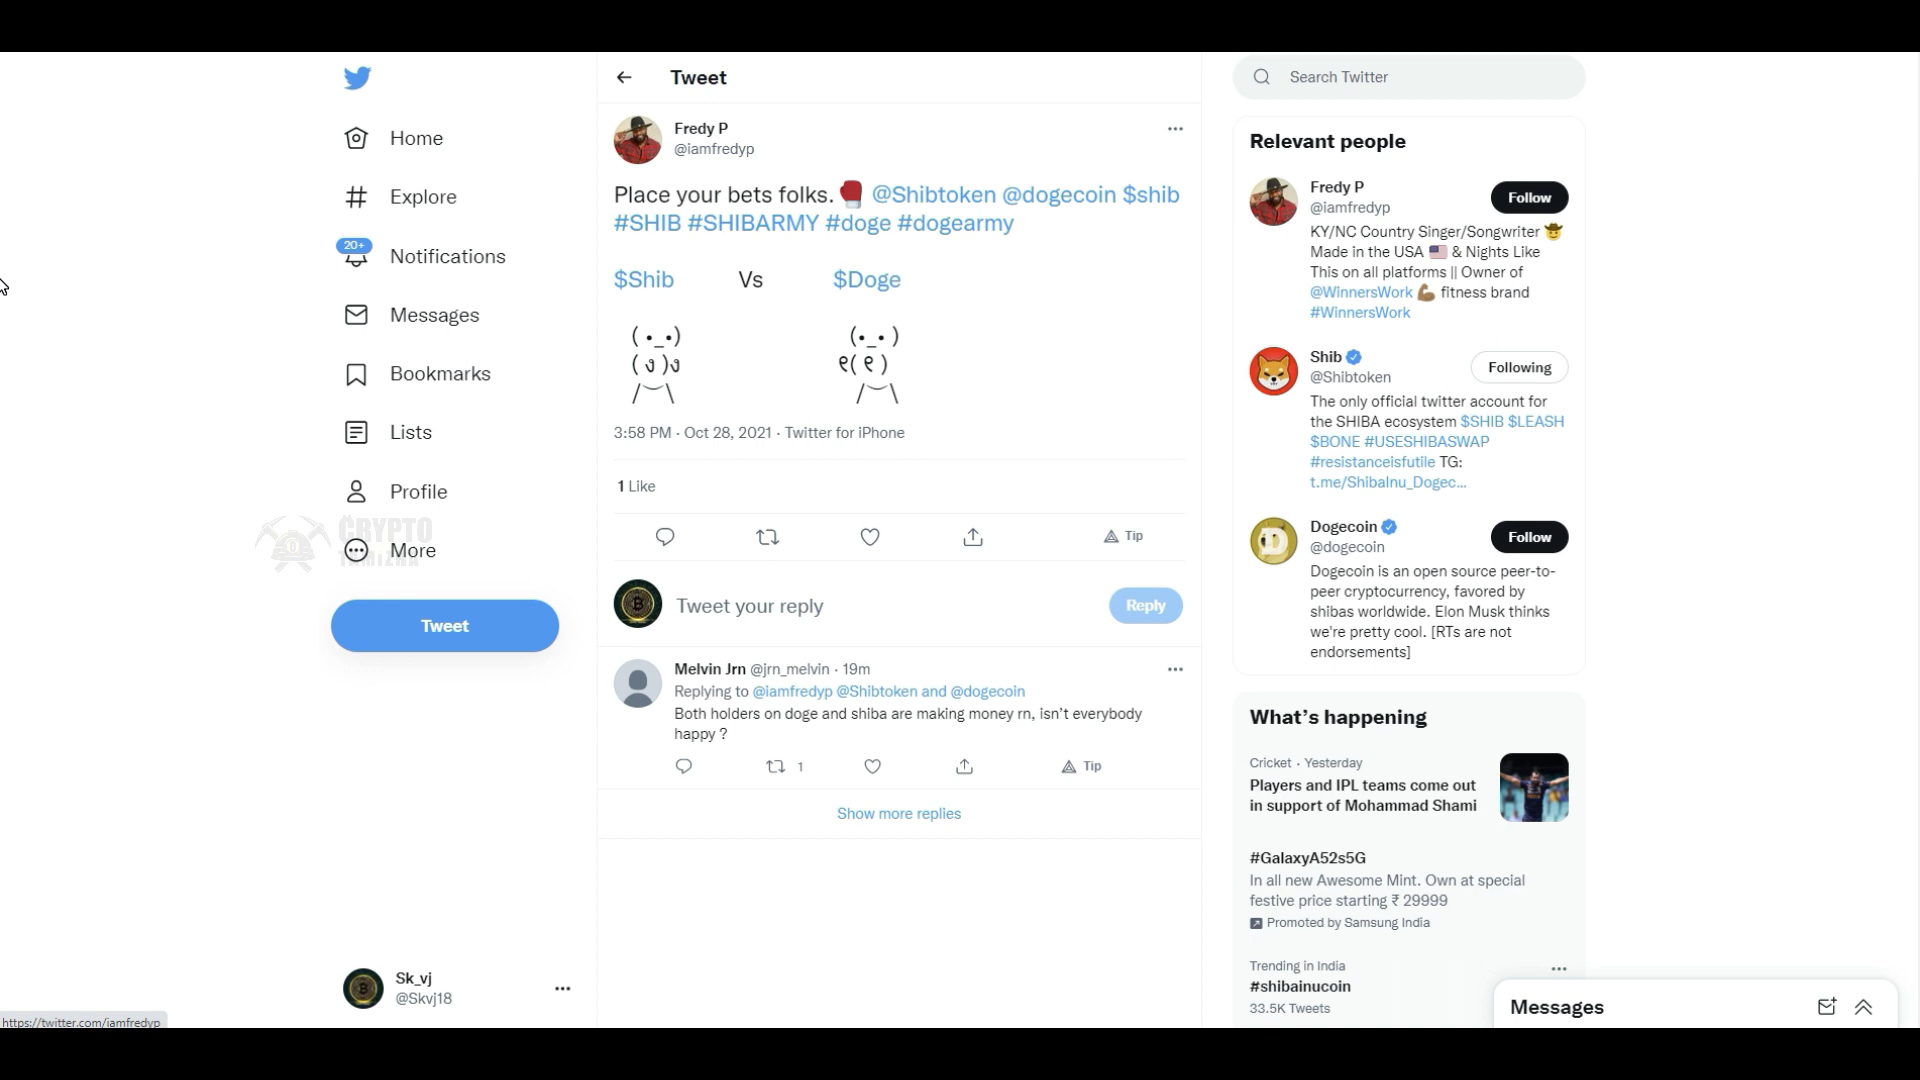 Home
Explore
20+
Notifications
Messages
Bookmarks
Lists
Profile
CRYPTO
More
Tweet
Sk_vj
@Skvj18
https://twitter.com/iamfredyp
Tweet
Fredy P
@iamfredyp
Place your bets folks.🥊 @Shibtoken @dogecoin $shib
#SHIB #SHIBARMY #doge #dogearmy
$Shib Vs $Doge
( •_•) (•_• )
( ง )ง ୧( ୧ )
/︶\ /︶\
3:58 PM · Oct 28, 2021 · Twitter for iPhone
1 Like
Tip
Tweet your reply
Reply
Melvin Jrn @jrn_melvin · 19m
Replying to @iamfredyp @Shibtoken and @dogecoin
Both holders on doge and shiba are making money rn, isn't everybody
happy ?
1 Tip
Show more replies
Search Twitter
Relevant people
Fredy P
@iamfredyp
Follow
KY/NC Country Singer/Songwriter 🤠
Made in the USA 🇺🇸 & Nights Like
This on all platforms || Owner of
@WinnersWork 💪🏾 fitness brand
#WinnersWork
Shib
@Shibtoken
Following
The only official twitter account for
the SHIBA ecosystem $SHIB $LEASH
$BONE #USESHIBASWAP
#resistanceisfutile TG:
t.me/ShibaInu_Dogec...
Dogecoin
@dogecoin
Follow
Dogecoin is an open source peer-to-
peer cryptocurrency, favored by
shibas worldwide. Elon Musk thinks
we're pretty cool. [RTs are not
endorsements]
What's happening
Cricket · Yesterday
Players and IPL teams come out
in support of Mohammad Shami
#GalaxyA52s5G
In all new Awesome Mint. Own at special
festive price starting ₹ 29999
Promoted by Samsung India
Trending in India
#shibainucoin
33.5K Tweets
Messages